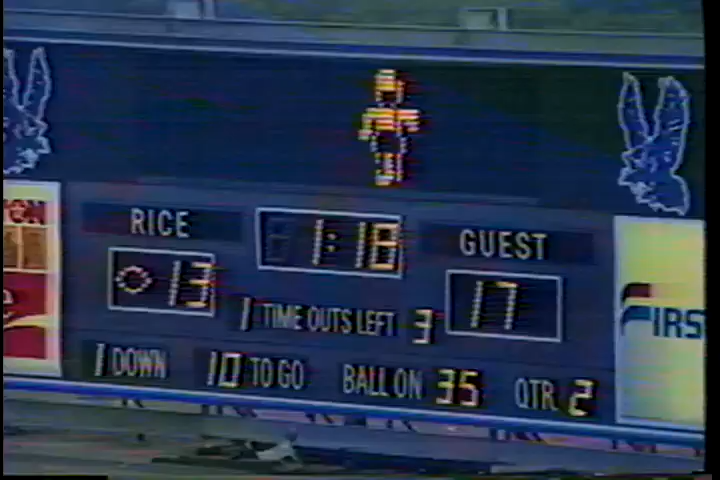 RICE 1:18 GUEST
13 17
1 TIME OUTS LEFT 3
1 DOWN 10 TO GO BALL ON 35 QTR 2
FIRS